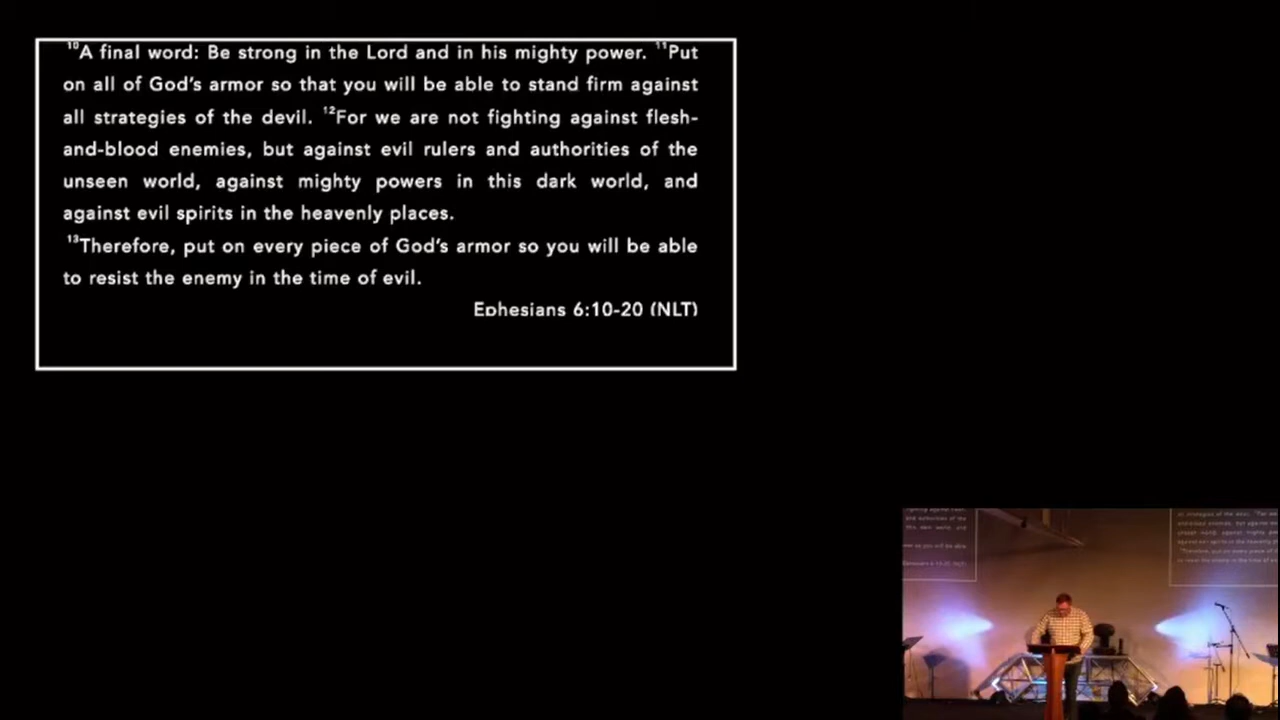 ¹⁰A final word: Be strong in the Lord and in his mighty power. ¹¹Put
on all of God's armor so that you will be able to stand firm against
all strategies of the devil. ¹²For we are not fighting against flesh-
and-blood enemies, but against evil rulers and authorities of the
unseen world, against mighty powers in this dark world, and
against evil spirits in the heavenly places.
¹³Therefore, put on every piece of God's armor so you will be able
to resist the enemy in the time of evil.
Ephesians 6:10-20 (NLT)